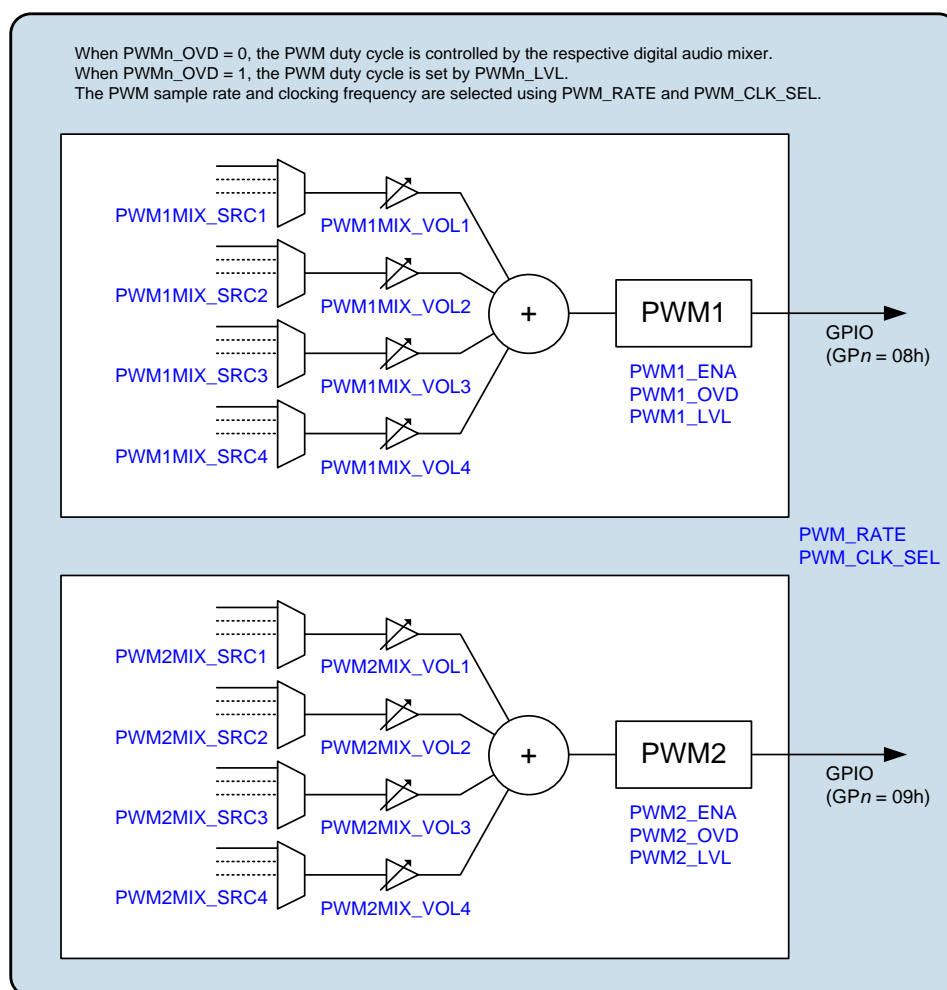 When PWMn_OVD = 0, the PWM duty cycle is controlled by the respective digital audio mixer.
When PWMn_OVD = 1, the PWM duty cycle is set by PWMn_LVL.
The PWM sample rate and clocking frequency are selected using PWM_RATE and PWM_CLK_SEL.
PWM1MIX_SRC1
PWM1MIX_VOL1
PWM1MIX_SRC2
PWM1MIX_VOL2
PWM1MIX_SRC3
PWM1MIX_VOL3
PWM1MIX_SRC4
PWM1MIX_VOL4
+
PWM1
PWM1_ENA
PWM1_OVD
PWM1_LVL
GPIO
(GPn = 08h)
PWM_RATE
PWM_CLK_SEL
PWM2MIX_SRC1
PWM2MIX_VOL1
PWM2MIX_SRC2
PWM2MIX_VOL2
PWM2MIX_SRC3
PWM2MIX_VOL3
PWM2MIX_SRC4
PWM2MIX_VOL4
+
PWM2
PWM2_ENA
PWM2_OVD
PWM2_LVL
GPIO
(GPn = 09h)